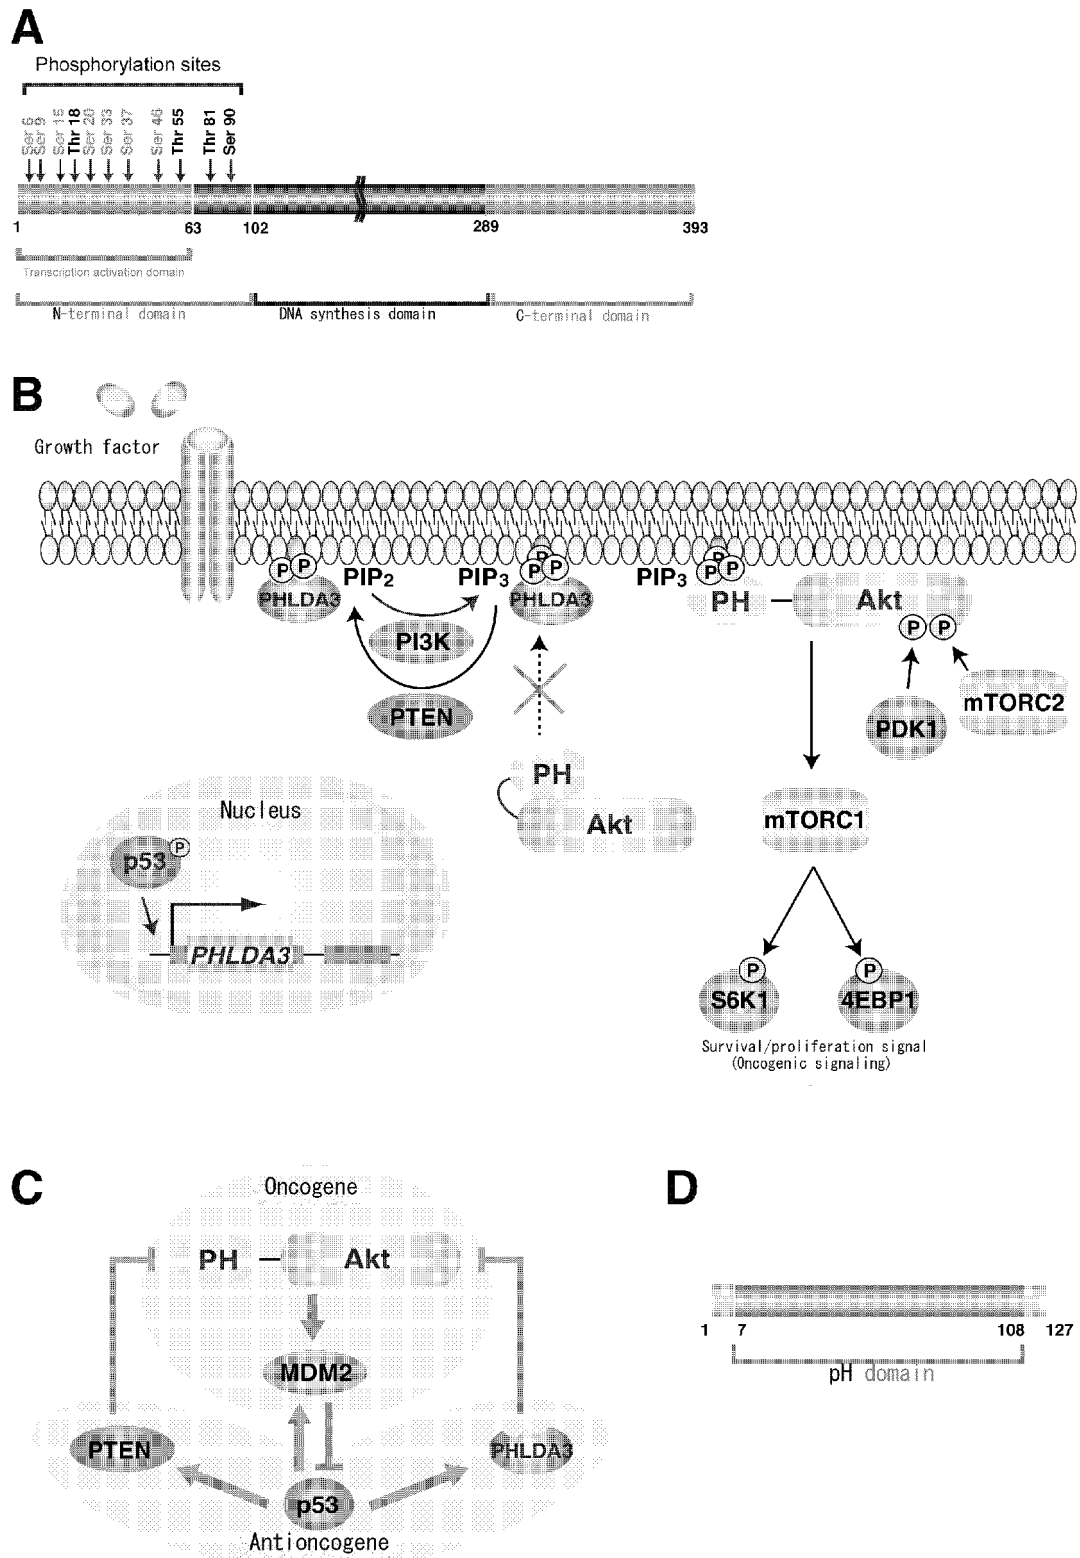 A
Phosphorylation sites
Ser 6
Ser 9
Ser 15
Thr 18
Ser 20
Ser 33
Ser 37
Ser 46
Thr 55
Thr 81
Ser 90
1 63 102 289 393
Transcription activation domain
N-terminal domain DNA synthesis domain C-terminal domain
B
Growth factor
P P P P P P P P
PHLDA3 PIP2 PIP3 PHLDA3 PIP3 PH Akt
P P
PI3K
PTEN
PDK1 mTORC2
PH
Akt
mTORC1
Nucleus
p53 P
PHLDA3
P P
S6K1 4EBP1
Survival/proliferation signal
(Oncogenic signaling)
C
Oncogene
PH Akt
MDM2
PTEN PHLDA3
p53
Antioncogene
D
1 7 108 127
pH domain